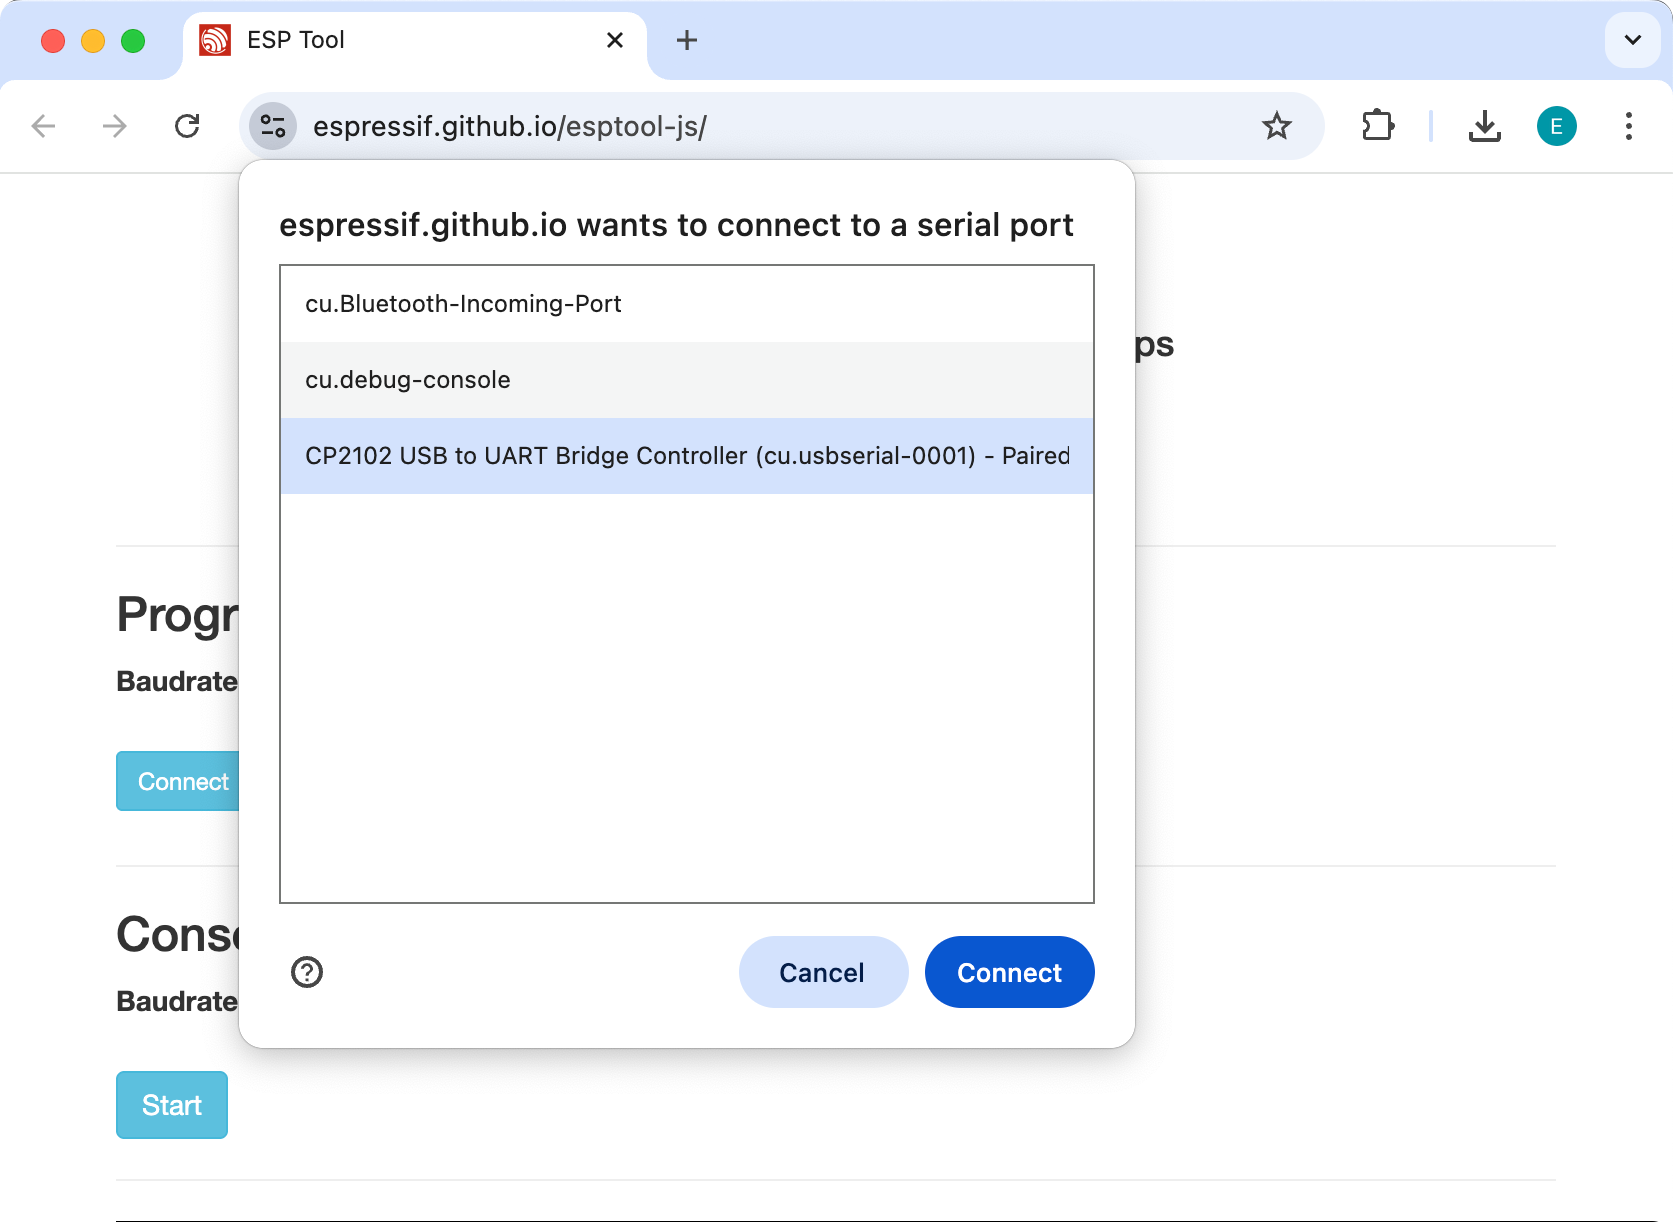 ESP Tool
espressif.github.io/esptool-js/
E
espressif.github.io wants to connect to a serial port
cu.Bluetooth-Incoming-Port
cu.debug-console
CP2102 USB to UART Bridge Controller (cu.usbserial-0001) - Paired
Cancel
Connect
ps
Progr
Baudrate
Connect
Conso
Baudrate
Start